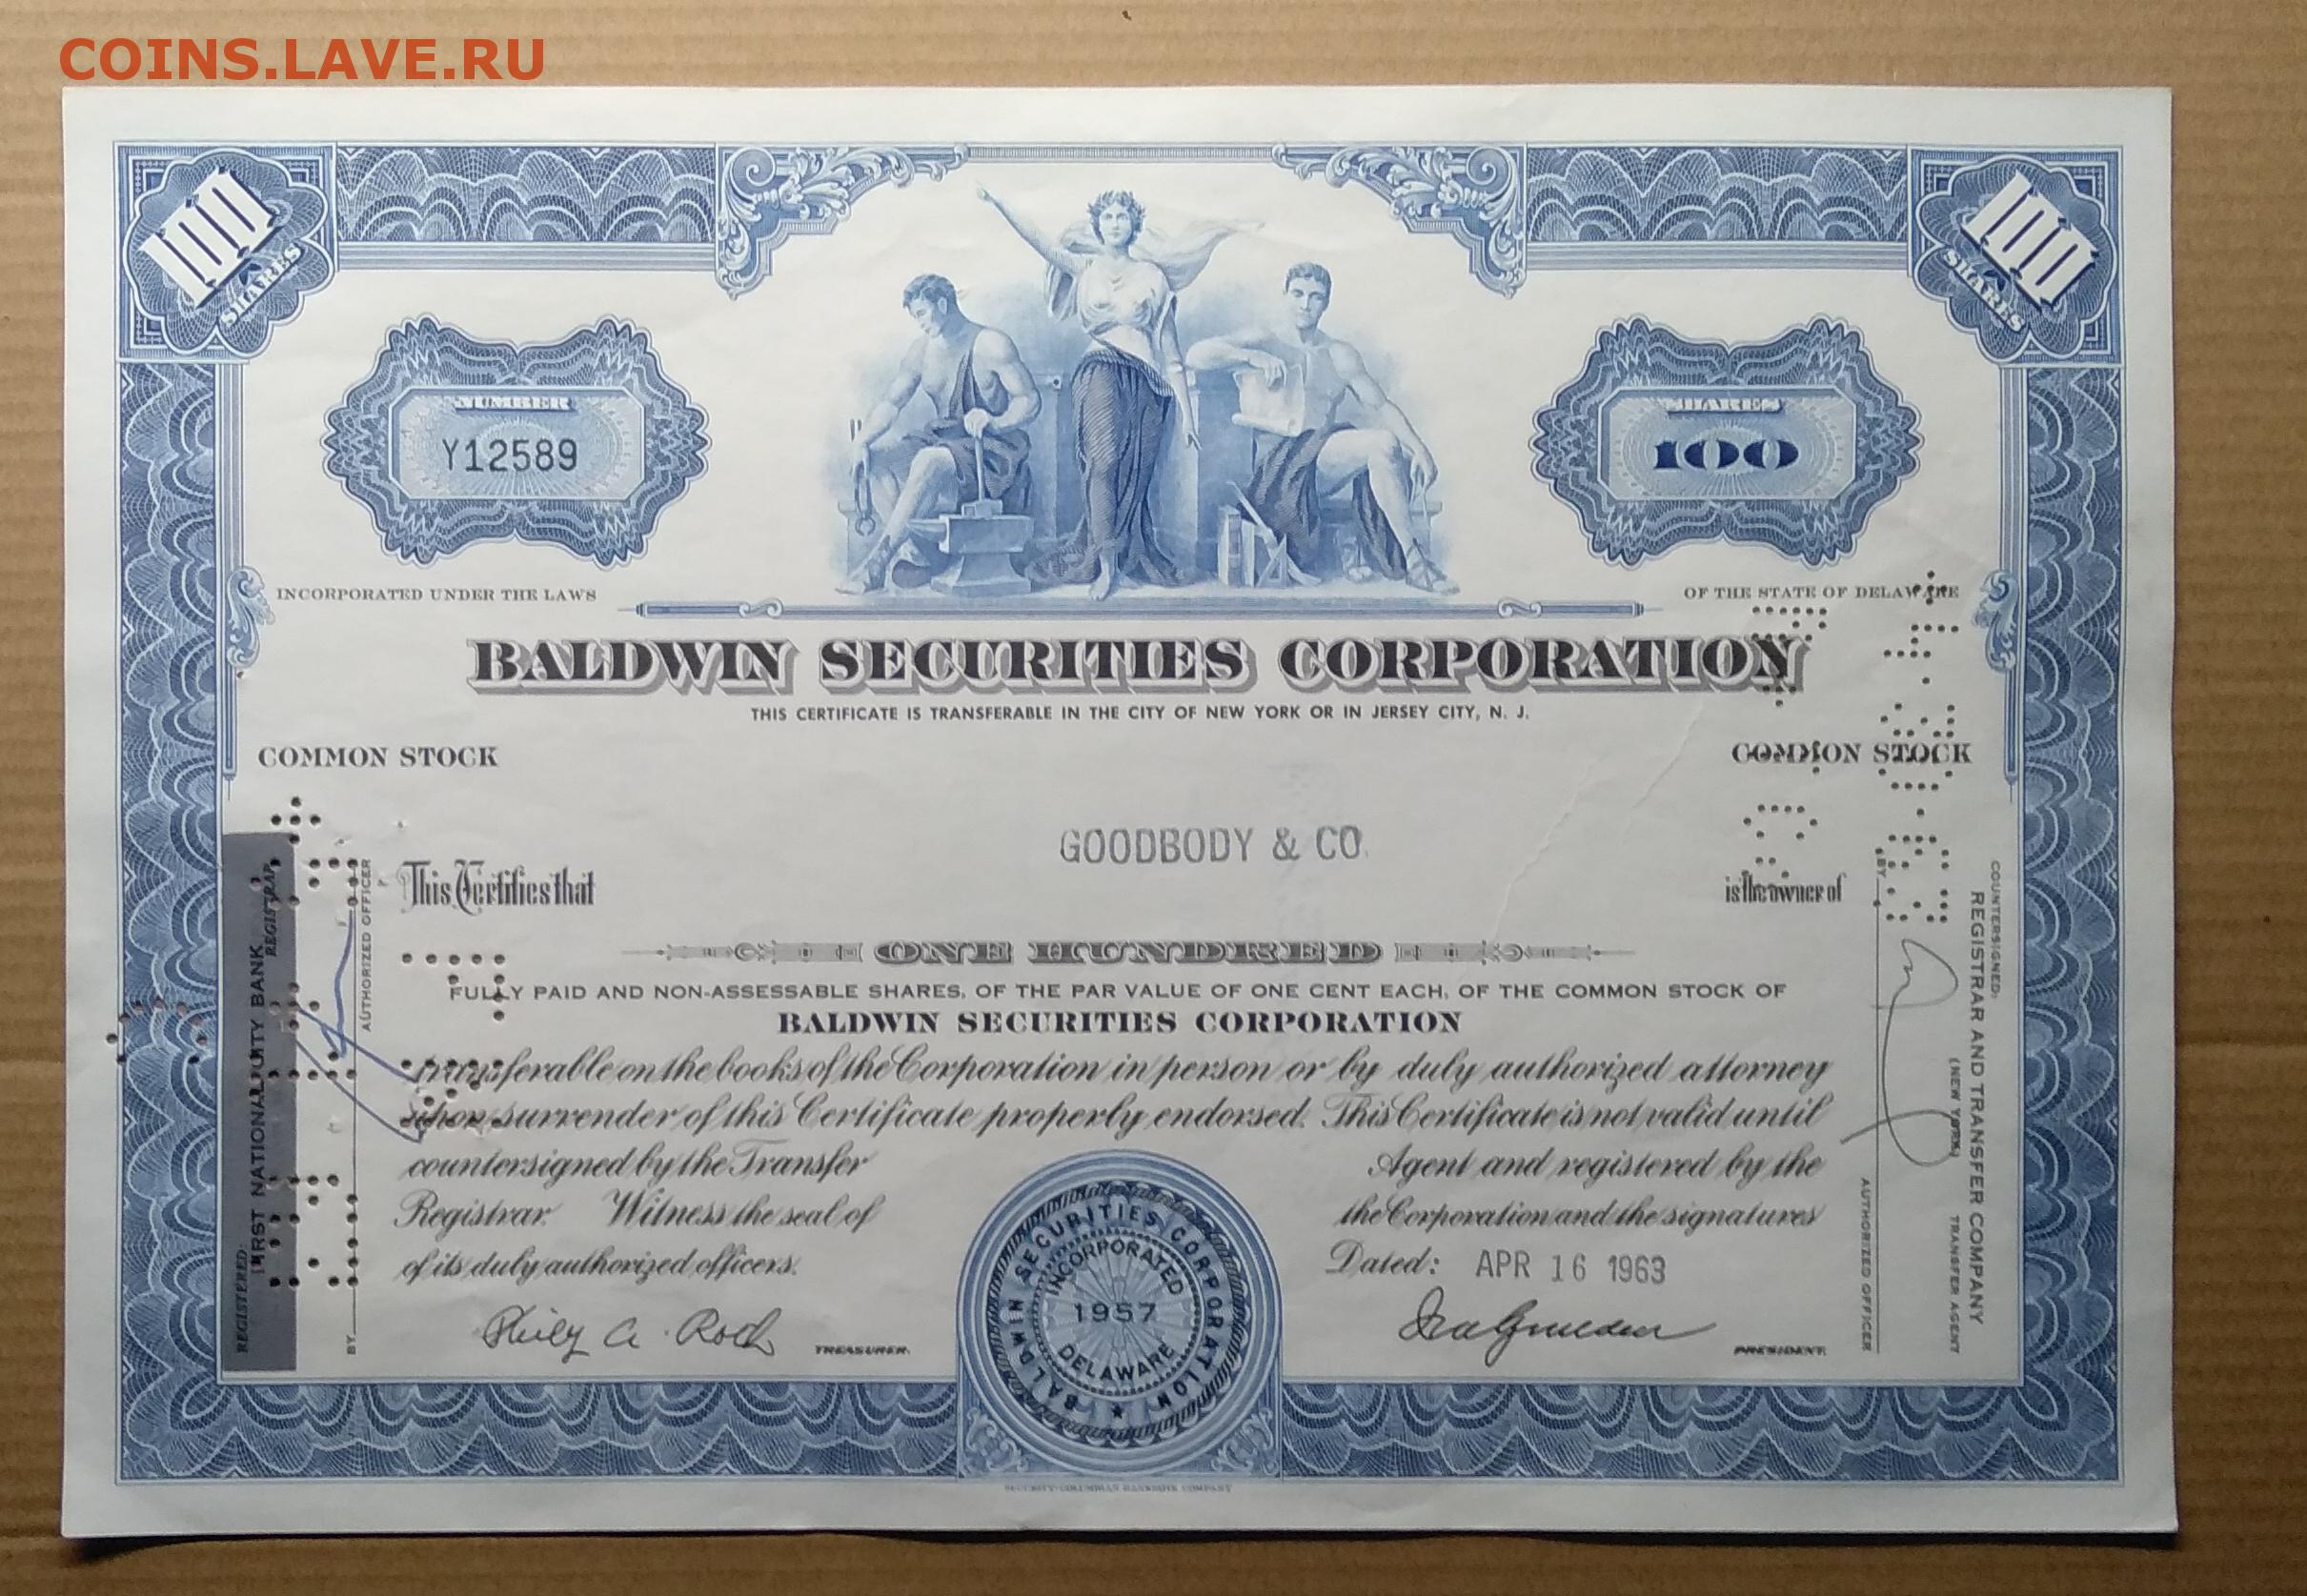 COINS.LAVE.RU
100
SHARES
100
SHARES
NUMBER
Y12589
SHARES
100
INCORPORATED UNDER THE LAWS
OF THE STATE OF DELAWARE
BALDWIN SECURITIES CORPORATION
THIS CERTIFICATE IS TRANSFERABLE IN THE CITY OF NEW YORK OR IN JERSEY CITY, N. J.
COMMON STOCK
COMMON STOCK
GOODBODY & CO.
This Certifies that
is the owner of
ONE HUNDRED
FULLY PAID AND NON-ASSESSABLE SHARES, OF THE PAR VALUE OF ONE CENT EACH, OF THE COMMON STOCK OF
BALDWIN SECURITIES CORPORATION
transferable on the books of the Corporation in person or by duly authorized attorney
upon surrender of this Certificate properly endorsed. This Certificate is not valid until
countersigned by the Transfer Agent and registered by the
Registrar. Witness the seal of the Corporation and the signatures
of its duly authorized officers.
Dated: APR 16 1963
TREASURER.
PRESIDENT.
BALDWIN SECURITIES CORPORATION
INCORPORATED
1957
DELAWARE
SECURITY-COLUMBIAN BANKNOTE COMPANY
REGISTERED:
FIRST NATIONAL CITY BANK
REGISTRAR
BY
AUTHORIZED OFFICER
COUNTERSIGNED:
REGISTRAR AND TRANSFER COMPANY
(NEW YORK)
TRANSFER AGENT
BY
AUTHORIZED OFFICER